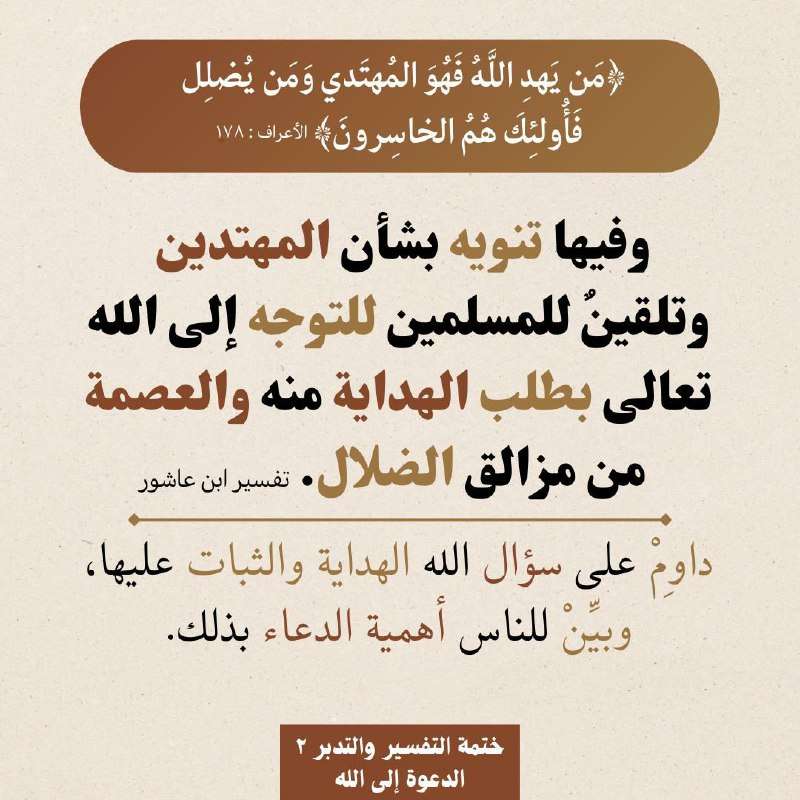 ﴿مَن يَهدِ اللَّهُ فَهُوَ المُهتَدي وَمَن يُضلِل
فَأُولئِكَ هُمُ الخاسِرونَ﴾ الأعراف : ١٧٨
وفيها تنويه بشأن المهتدين
وتلقينٌ للمسلمين للتوجه إلى الله
تعالى بطلب الهداية منه والعصمة
من مزالق الضلال. تفسير ابن عاشور
داوِمْ على سؤال الله الهداية والثبات عليها،
وبيِّنْ للناس أهمية الدعاء بذلك.
ختمة التفسير والتدبر ٢
الدعوة إلى الله